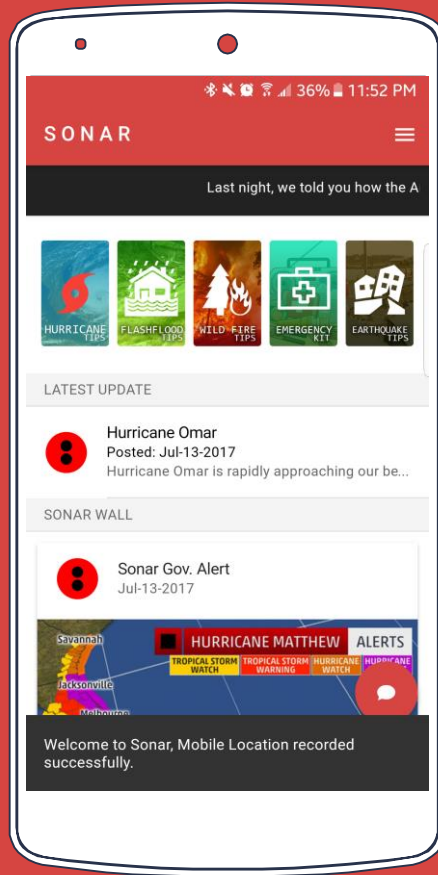 36% 11:52 PM
SONAR
Last night, we told you how the A
HURRICANE
TIPS
FLASHFLOOD
TIPS
WILD FIRE
TIPS
EMERGENCY
KIT
EARTHQUAKE
TIPS
LATEST UPDATE
Hurricane Omar
Posted: Jul-13-2017
Hurricane Omar is rapidly approaching our be...
SONAR WALL
Sonar Gov. Alert
Jul-13-2017
Savannah
HURRICANE MATTHEW ALERTS
TROPICAL STORM WATCH
TROPICAL STORM WARNING
HURRICANE WATCH
HURRICANE
Jacksonville
Melbourne
Welcome to Sonar, Mobile Location recorded
successfully.